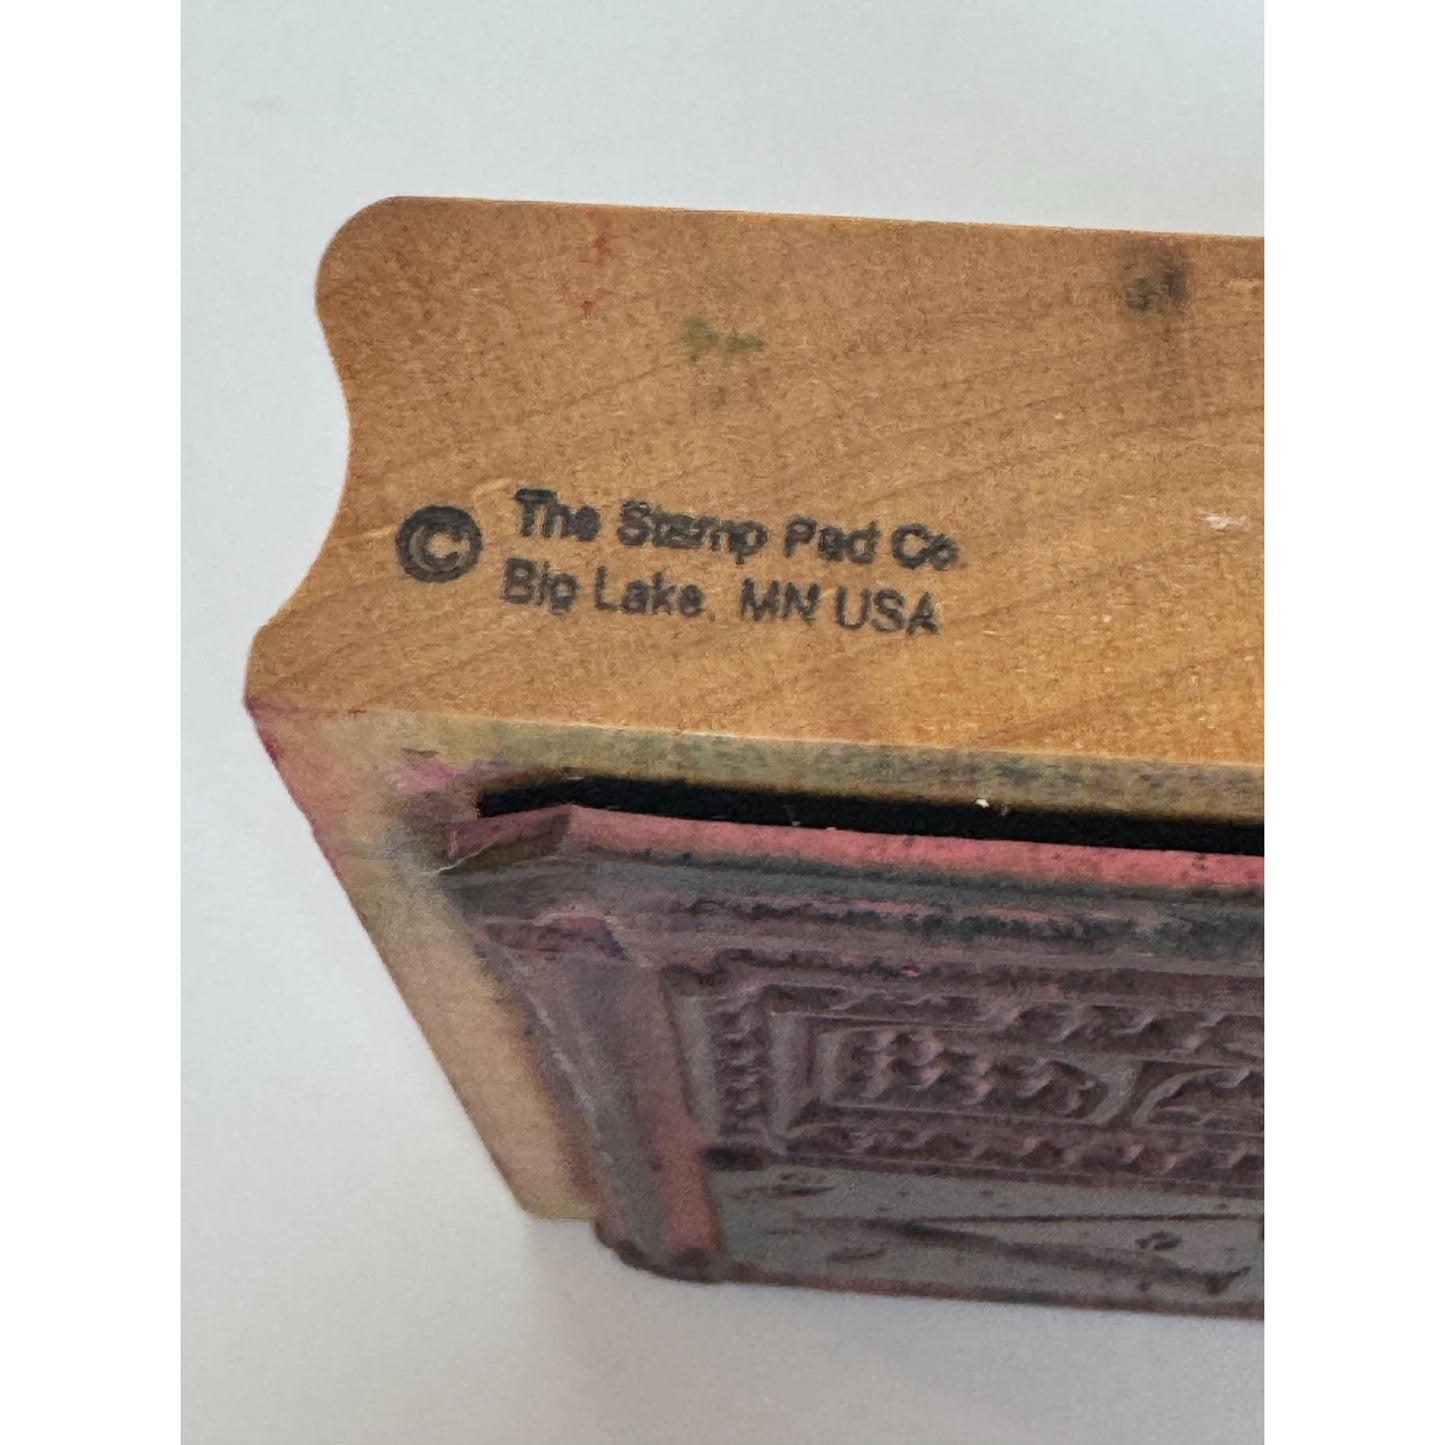 © The Stamp Pad Co.
Big Lake, MN USA